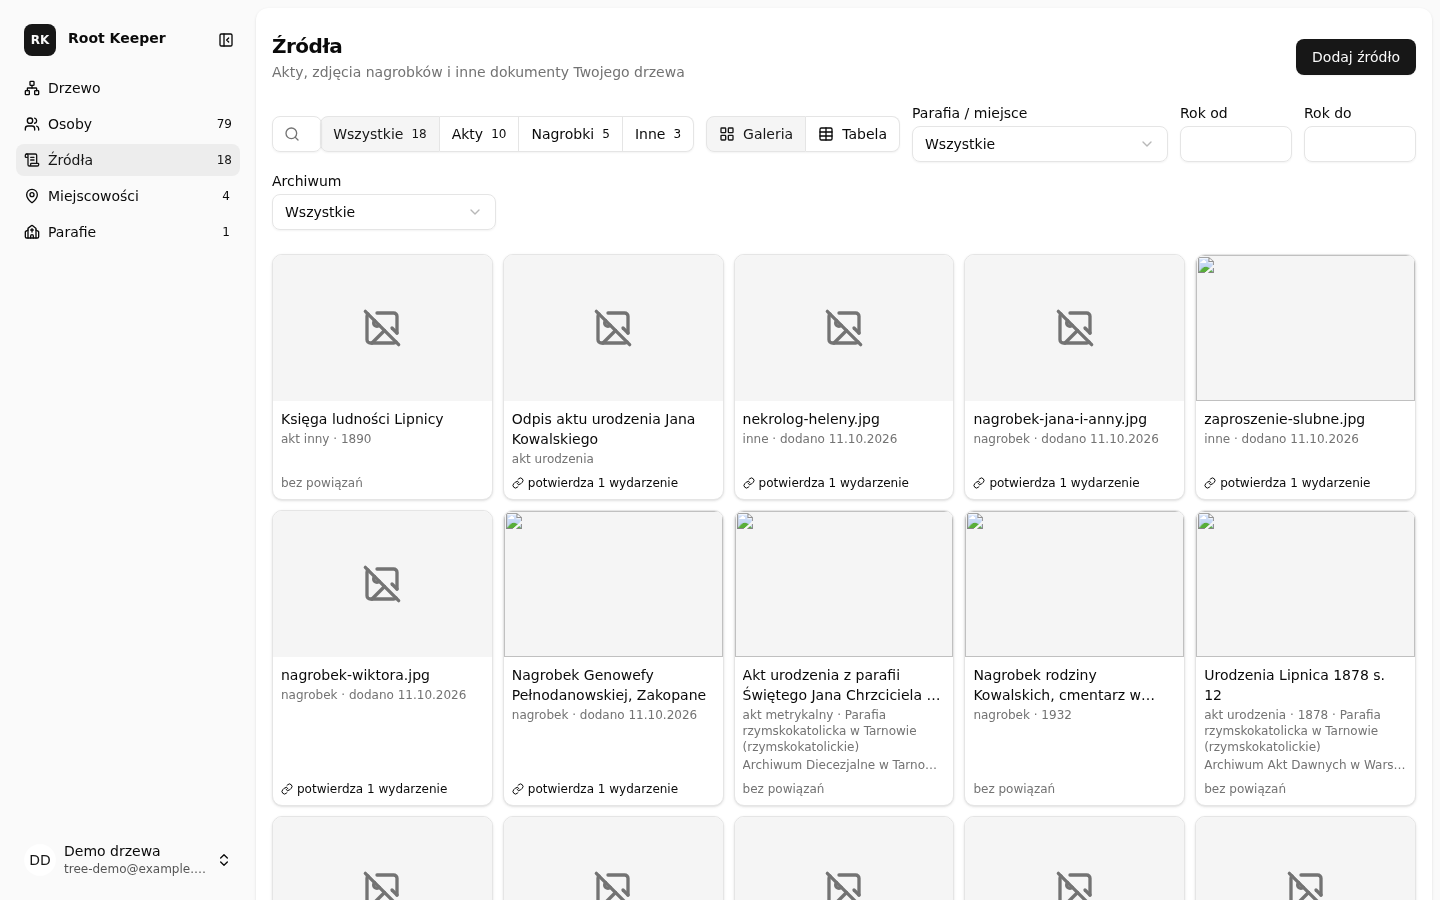 RK Root Keeper
Drzewo
Osoby 79
Źródła 18
Miejscowości 4
Parafie 1
DD
Demo drzewa
tree-demo@example....
Źródła
Akty, zdjęcia nagrobków i inne dokumenty Twojego drzewa
Dodaj źródło
Wszystkie 18 Akty 10 Nagrobki 5 Inne 3
Galeria Tabela
Parafia / miejsce
Wszystkie
Rok od
Rok do
Archiwum
Wszystkie
Księga ludności Lipnicy
akt inny · 1890
bez powiązań
Odpis aktu urodzenia Jana
Kowalskiego
akt urodzenia
potwierdza 1 wydarzenie
nekrolog-heleny.jpg
inne · dodano 11.10.2026
potwierdza 1 wydarzenie
nagrobek-jana-i-anny.jpg
nagrobek · dodano 11.10.2026
potwierdza 1 wydarzenie
zaproszenie-slubne.jpg
inne · dodano 11.10.2026
potwierdza 1 wydarzenie
nagrobek-wiktora.jpg
nagrobek · dodano 11.10.2026
potwierdza 1 wydarzenie
Nagrobek Genowefy
Pełnodanowskiej, Zakopane
nagrobek · dodano 11.10.2026
potwierdza 1 wydarzenie
Akt urodzenia z parafii
Świętego Jana Chrzciciela ...
akt metrykalny · Parafia
rzymskokatolicka w Tarnowie
(rzymskokatolickie)
Archiwum Diecezjalne w Tarno...
bez powiązań
Nagrobek rodziny
Kowalskich, cmentarz w...
nagrobek · 1932
bez powiązań
Urodzenia Lipnica 1878 s.
12
akt urodzenia · 1878 · Parafia
rzymskokatolicka w Tarnowie
(rzymskokatolickie)
Archiwum Akt Dawnych w Wars...
bez powiązań